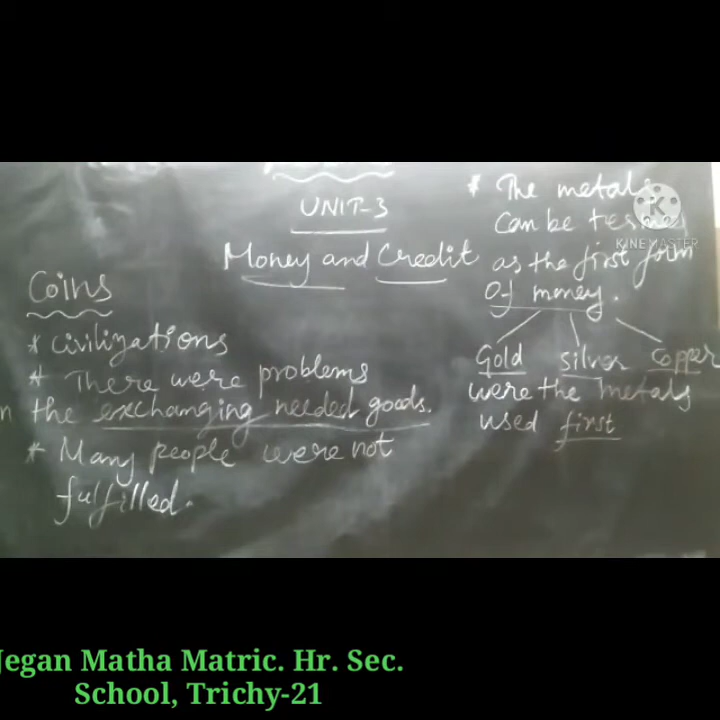 UNIT-3
Money and Credit
Coins
* Civilizations
* There were problems
in the exchanging needed goods.
* Many people were not
fulfilled.
* The metals
can be termed
as the first form
of money.
Gold silver copper
were the metals
used first
KINEMASTER
Jegan Matha Matric. Hr. Sec.
School, Trichy-21